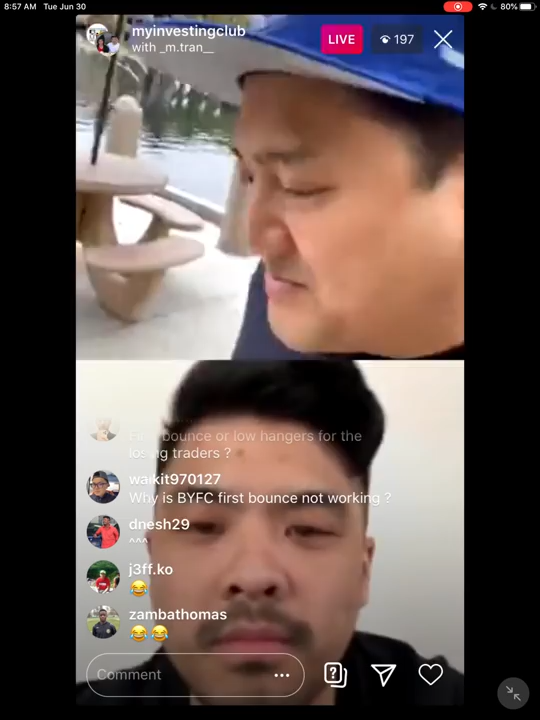 8:57 AM Tue Jun 30
80%
myinvestingclub
with _m.tran__
LIVE
197
bounce or low hangers for the
losing traders ?
waikit970127
Why is BYFC first bounce not working ?
dnesh29
^^^
j3ff.ko
😂
zambathomas
😂😂
Comment